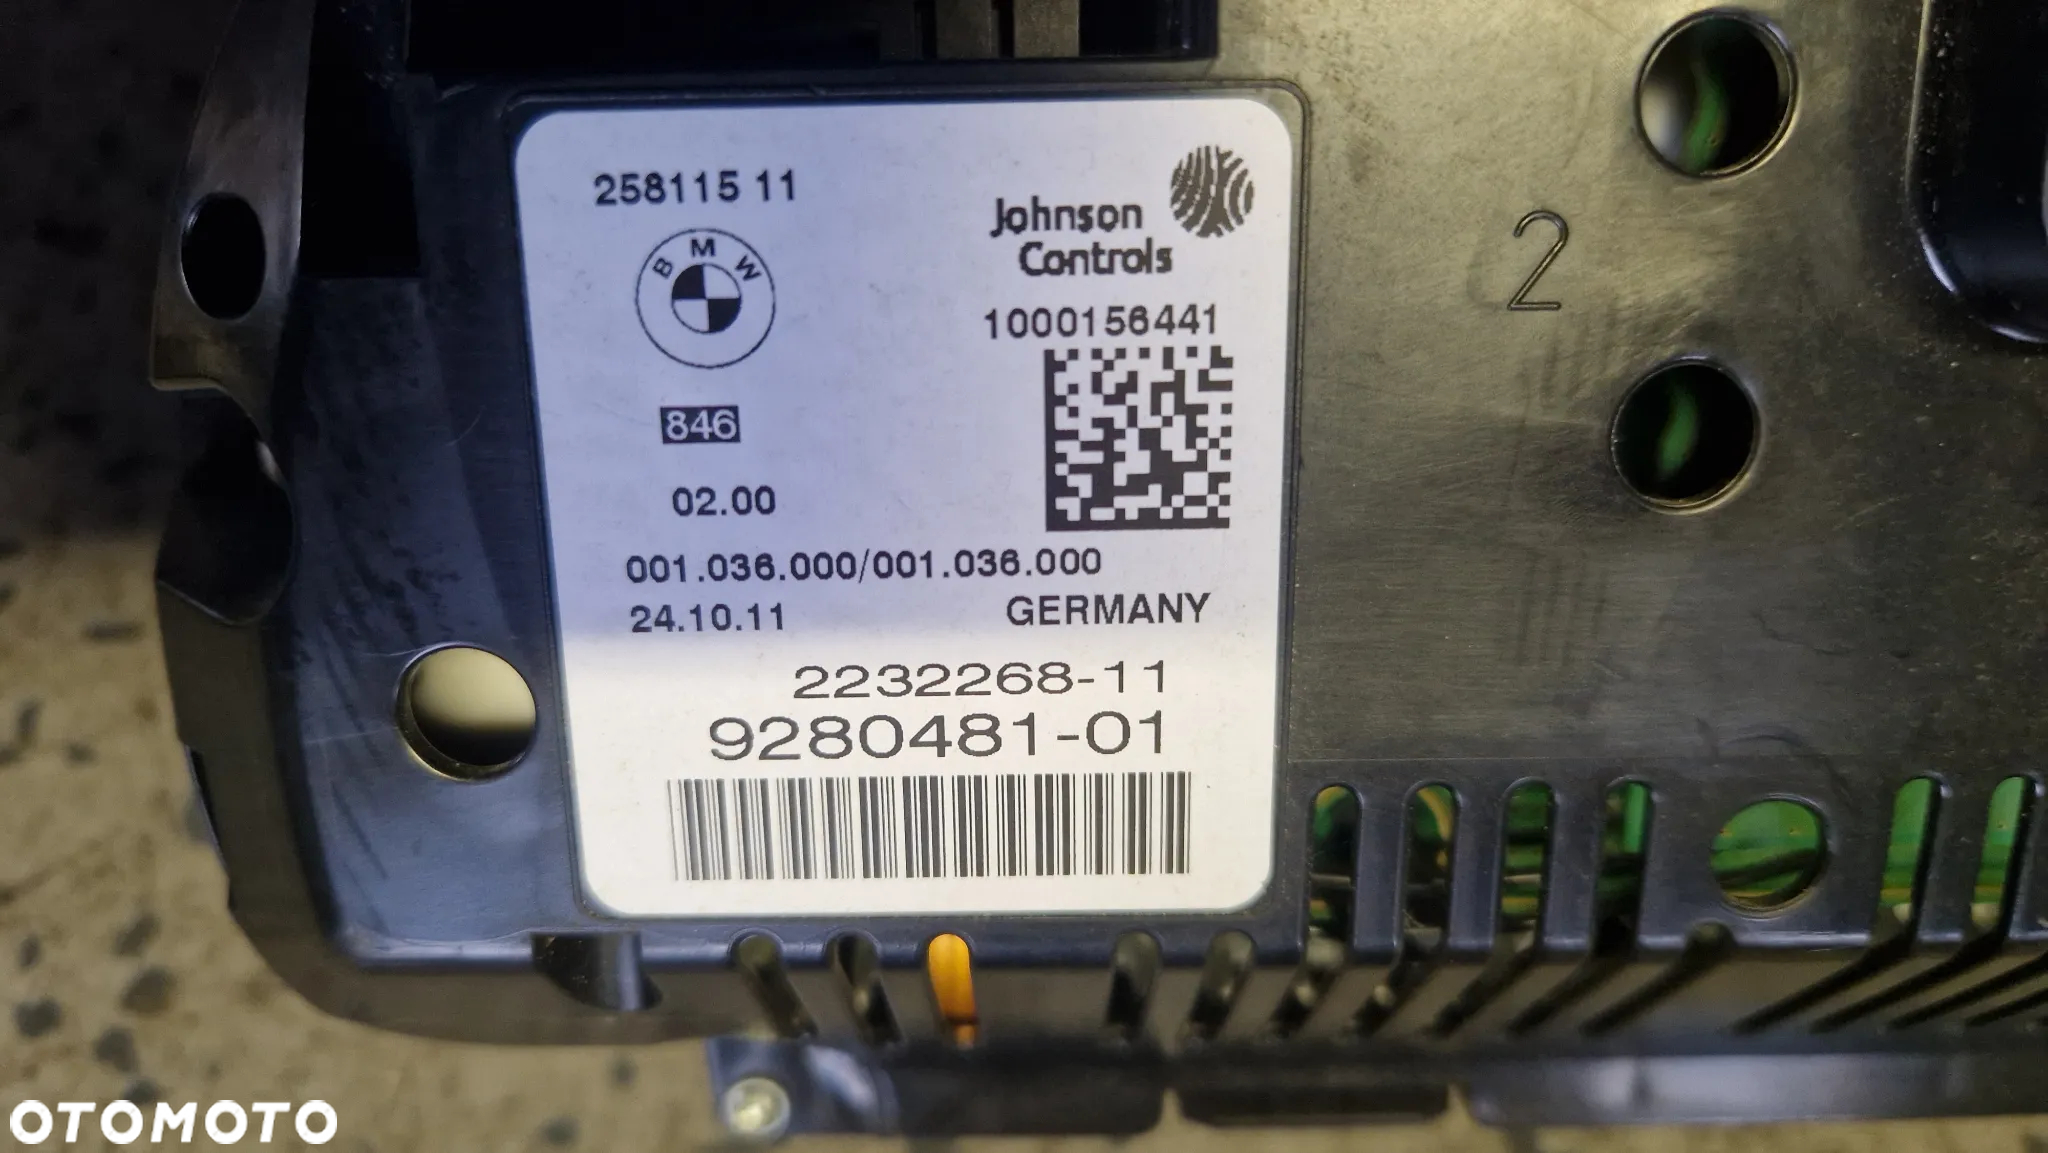 258115 11
BMW
Johnson
Controls
1000156441
846
02.00
001.036.000/001.036.000
24.10.11
GERMANY
2232268-11
9280481-01
2
OTOMOTO